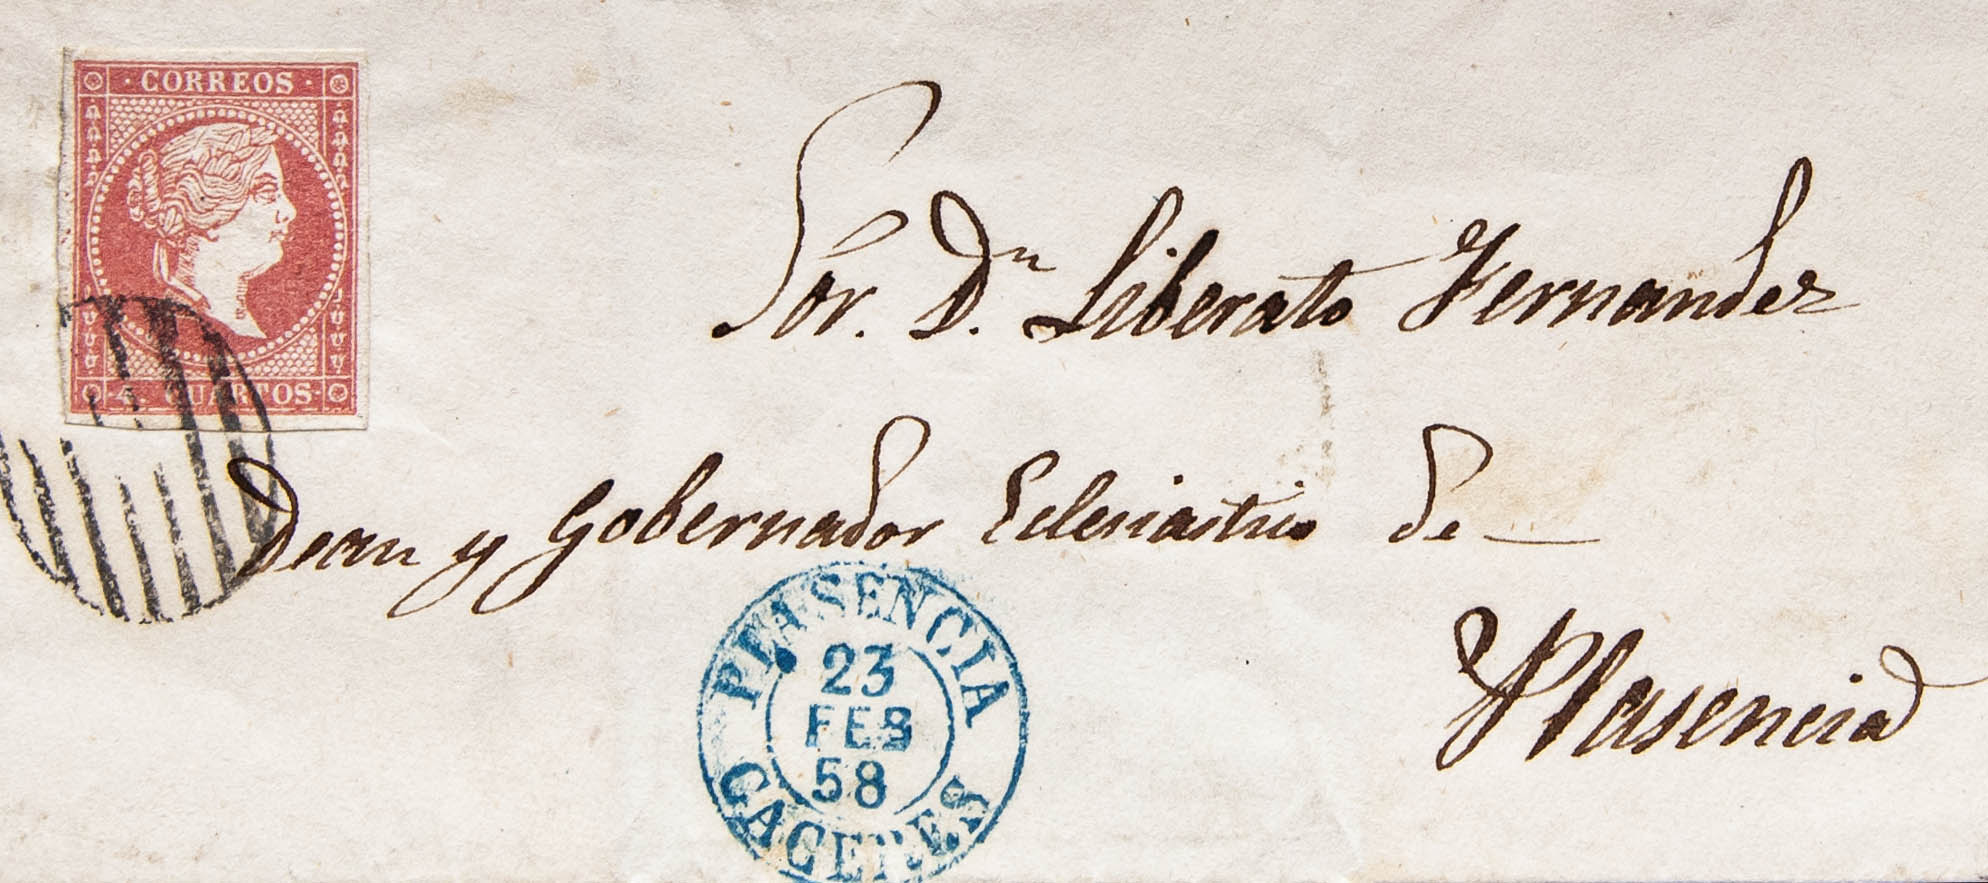 · CORREOS ·
4. CUARTOS·
Sor. Dn. Liberato Fernandez
Dean y Gobernador Eclesiastico de —
Plasencia
PLASENCIA
23
FEB
58
CACERES